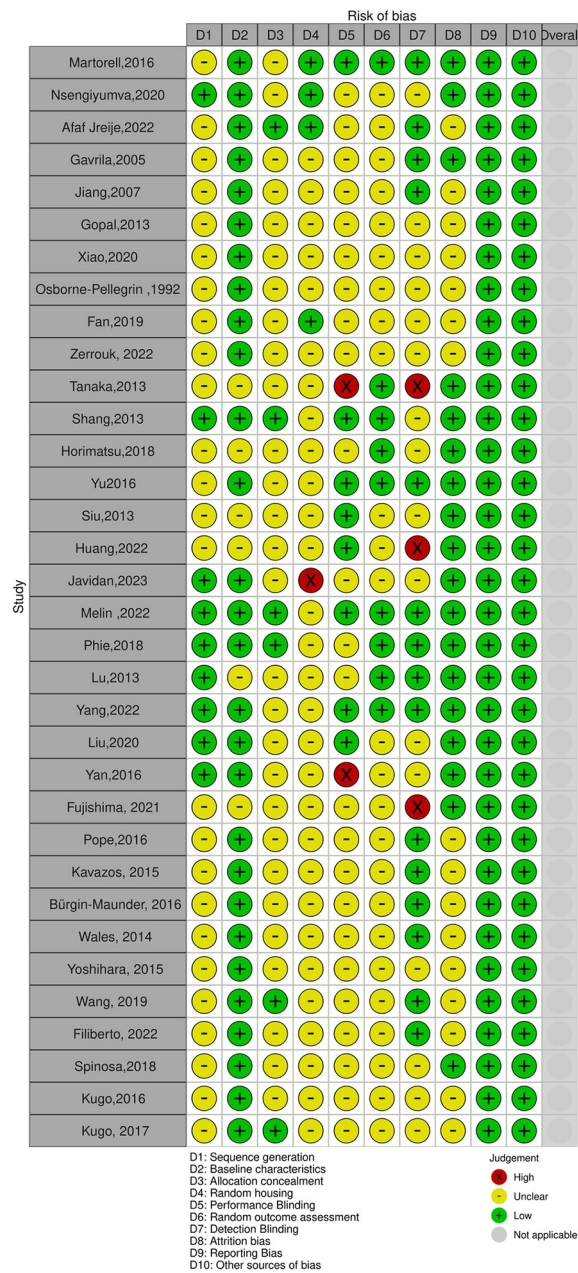 Risk of bias
D1 D2 D3 D4 D5 D6 D7 D8 D9 D10 Overal
Study
Martorell,2016 - + - + + + + + + +
Nsengiyumva,2020 + + - + - - - + + +
Afaf Jreije,2022 - + + + - - + - + +
Gavrila,2005 - + - - - - + + + +
Jiang,2007 - + - - - - + - + +
Gopal,2013 - + - - - - - - + +
Xiao,2020 - + - - - - - - + +
Osborne-Pellegrin ,1992 - + - - - - - - + +
Fan,2019 - + - + - - - - + +
Zerrouk, 2022 - + - - - - - - + +
Tanaka,2013 - - - - X + X + + +
Shang,2013 + + + - + + - + + +
Horimatsu,2018 - - - - - + - + + +
Yu2016 - + - - + + + + + +
Siu,2013 - - - - + - - + + +
Huang,2022 - - - - + - X + + +
Javidan,2023 + + - X - - - + + +
Melin ,2022 + + + - + + + + + +
Phie,2018 + + + - - + + + + +
Lu,2013 + - - - - + + + + +
Yang,2022 + + - - + + + + + +
Liu,2020 + + - - + - - + + +
Yan,2016 + + - - X - - + + +
Fujishima, 2021 - - - - - - X + + +
Pope,2016 - + - - - - + - + +
Kavazos, 2015 - + - - - - + - + +
Bürgin-Maunder, 2016 - + - - - - + - + +
Wales, 2014 - + - - - - + - + +
Yoshihara, 2015 - + - - - - - - + +
Wang, 2019 - + + - - - + - + +
Filiberto, 2022 - + - - - - + - + +
Spinosa,2018 - + - - - - - + + +
Kugo,2016 - + - - - - - - + +
Kugo, 2017 - + + - - - - - + +
D1: Sequence generation
D2: Baseline characteristics
D3: Allocation concealment
D4: Random housing
D5: Performance Blinding
D6: Random outcome assessment
D7: Detection Blinding
D8: Attrition bias
D9: Reporting Bias
D10: Other sources of bias
Judgement
X High
- Unclear
+ Low
Not applicable